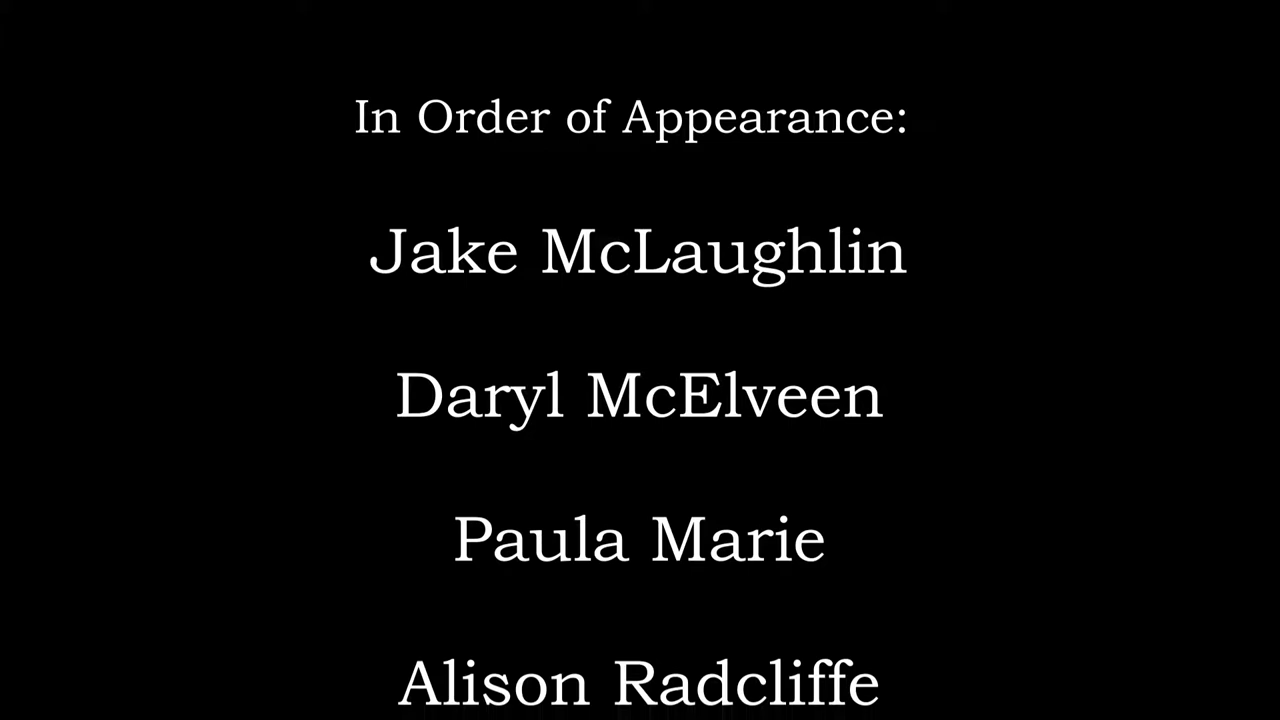 In Order of Appearance:
Jake McLaughlin
Daryl McElveen
Paula Marie
Alison Radcliffe